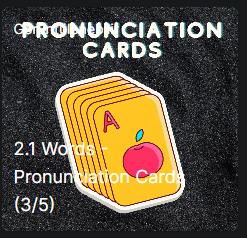 PRONUNCIATION
CARDS
A
2.1 Words -
Pronunciation Cards
(3/5)